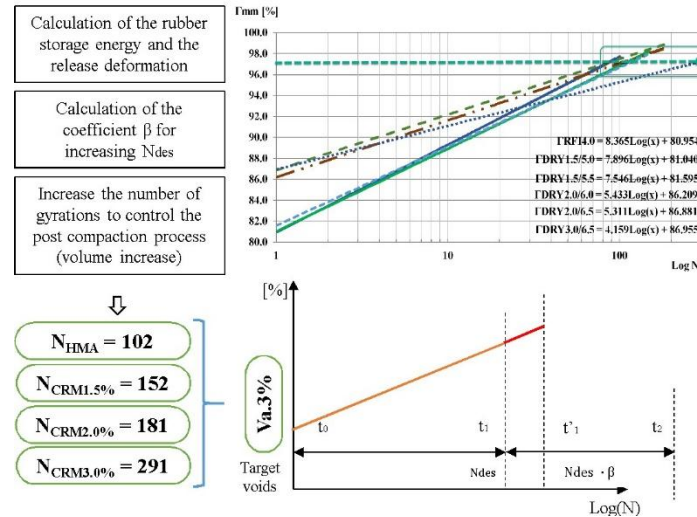 Calculation of the rubber
storage energy and the
release deformation
Calculation of the
coefficient β for
increasing Ndes
Increase the number of
gyrations to control the
post compaction process
(volume increase)
Γmm [%]
100.0
98.0
96.0
94.0
92.0
90.0
88.0
86.0
84.0
82.0
80.0
1
10
100
Log N
ΓRFI4.0 = 8.365Log(x) + 80.954
ΓDRY1.5/5.0 = 7,896Log(x) + 81.040
ΓDRY1.5/5.5 = 7.546Log(x) + 81.595
ΓDRY2.0/6.0 = 5.433Log(x) + 86.209
ΓDRY2.0/6.5 = 5.311Log(x) + 86.881
ΓDRY3.0/6.5 = 4,159Log(x) + 86.955
NHMA = 102
NCRM1.5% = 152
NCRM2.0% = 181
NCRM3.0% = 291
[%]
Va.3%
Target
voids
t0
t1
t'1
t2
Ndes
Ndes · β
Log(N)